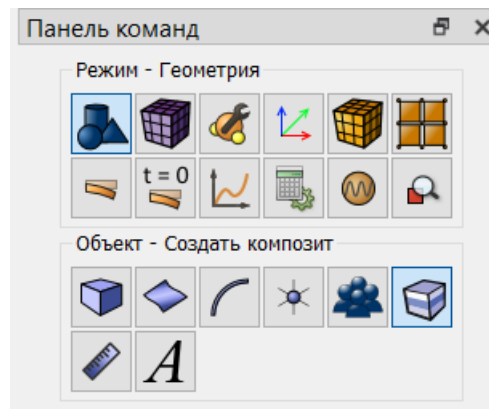 Панель команд
Режим - Геометрия
t = 0
Объект - Создать композит
A